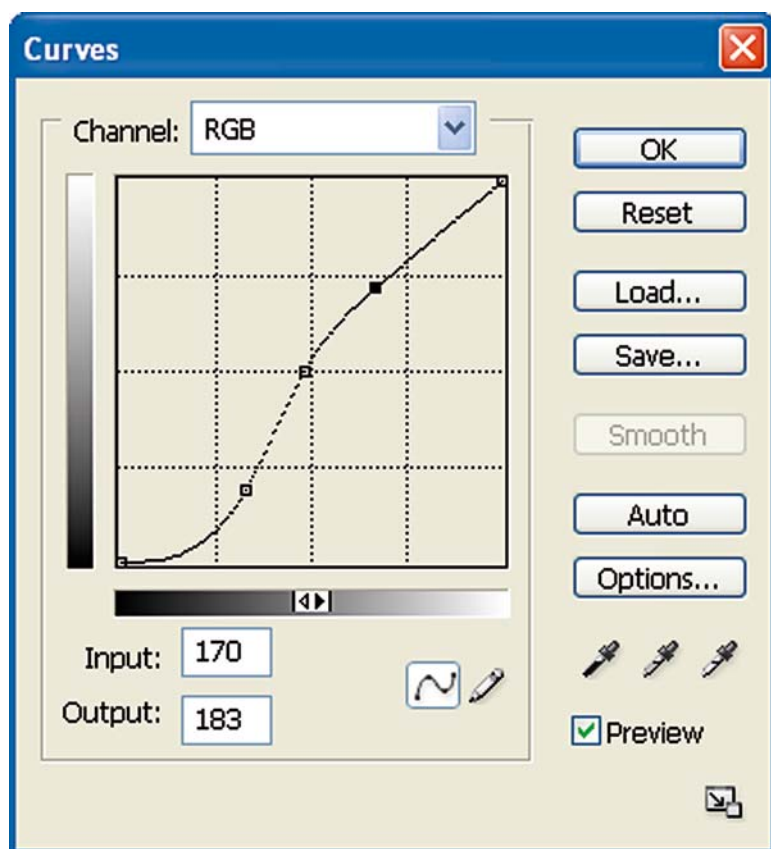 Curves
Channel: RGB
OK
Reset
Load...
Save...
Smooth
Auto
Options...
Input: 170
Output: 183
Preview